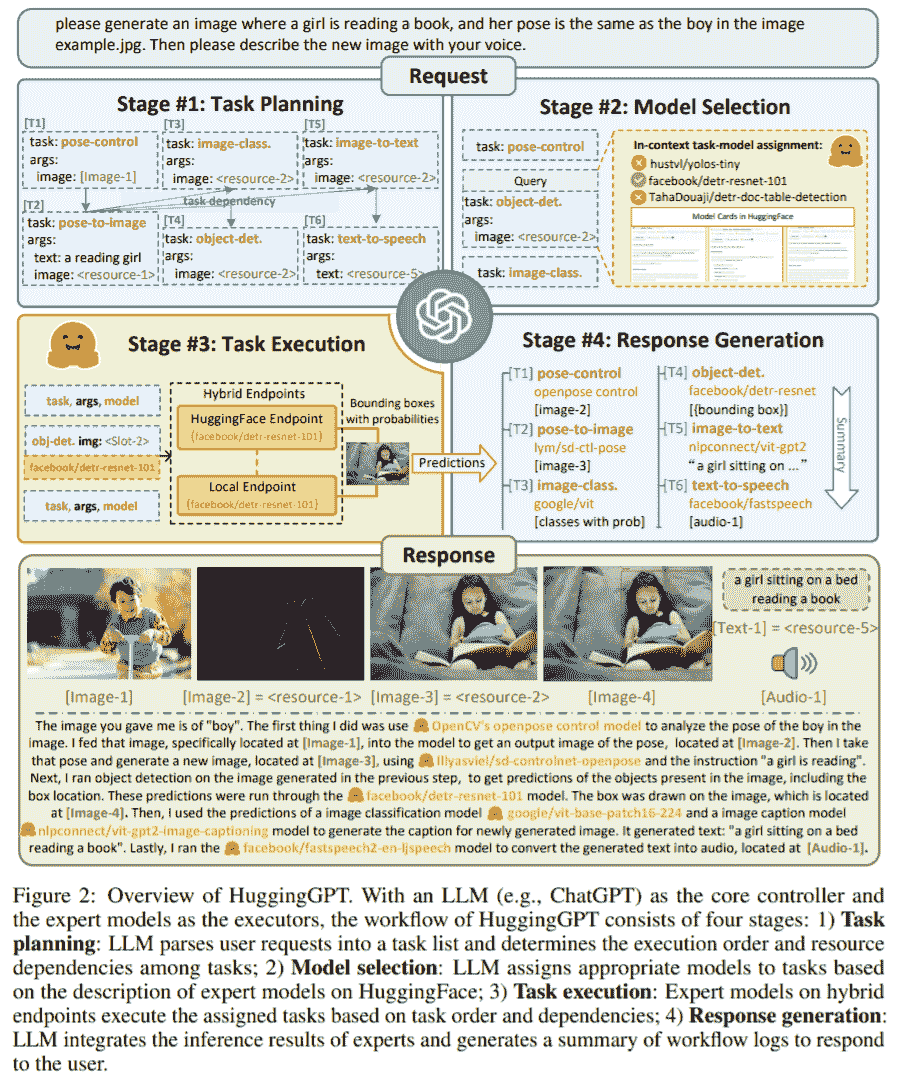 please generate an image where a girl is reading a book, and her pose is the same as the boy in the image
example.jpg. Then please describe the new image with your voice.
Request
Stage #1: Task Planning
[T1]
task: pose-control
args:
image: [Image-1]
[T3]
task: image-class.
args:
image: <resource-2>
[T5]
task: image-to-text
args:
image: <resource-2>
task dependency
[T2]
task: pose-to-image
args:
text: a reading girl
image: <resource-1>
[T4]
task: object-det.
args:
image: <resource-2>
[T6]
task: text-to-speech
args:
text: <resource-5>
Stage #2: Model Selection
task: pose-control
Query
task: object-det.
args:
image: <resource-2>
task: image-class.
In-context task-model assignment:
hustvl/yolos-tiny
facebook/detr-resnet-101
TahaDouaji/detr-doc-table-detection
Model Cards in HuggingFace
Stage #3: Task Execution
task, args, model
obj-det. img: <Slot-2>
facebook/detr-resnet-101
task, args, model
Hybrid Endpoints
HuggingFace Endpoint
(facebook/detr-resnet-101)
Local Endpoint
(facebook/detr-resnet-101)
Bounding boxes
with probabilities
Predictions
Stage #4: Response Generation
[T1] pose-control
openpose control
[image-2]
[T2] pose-to-image
lym/sd-ctl-pose
[image-3]
[T3] image-class.
google/vit
[classes with prob]
[T4] object-det.
facebook/detr-resnet
[{bounding box}]
[T5] image-to-text
nlpconnect/vit-gpt2
“a girl sitting on ...”
[T6] text-to-speech
facebook/fastspeech
[audio-1]
Summary
Response
a girl sitting on a bed
reading a book
[Text-1] = <resource-5>
[Image-1]
[Image-2] = <resource-1>
[Image-3] = <resource-2>
[Image-4]
[Audio-1]
The image you gave me is of "boy". The first thing I did was use OpenCV's openpose control model to analyze the pose of the boy in the
image. I fed that image, specifically located at [Image-1], into the model to get an output image of the pose, located at [Image-2]. Then I take
that pose and generate a new image, located at [Image-3], using lllyasviel/sd-controlnet-openpose and the instruction "a girl is reading".
Next, I ran object detection on the image generated in the previous step, to get predictions of the objects present in the image, including the
box location. These predictions were run through the facebook/detr-resnet-101 model. The box was drawn on the image, which is located
at [Image-4]. Then, I used the predictions of a image classification model google/vit-base-patch16-224 and a image caption model
nlpconnect/vit-gpt2-image-captioning model to generate the caption for newly generated image. It generated text: "a girl sitting on a bed
reading a book". Lastly, I ran the facebook/fastspeech2-en-ljspeech model to convert the generated text into audio, located at [Audio-1].
Figure 2: Overview of HuggingGPT. With an LLM (e.g., ChatGPT) as the core controller and
the expert models as the executors, the workflow of HuggingGPT consists of four stages: 1) Task
planning: LLM parses user requests into a task list and determines the execution order and resource
dependencies among tasks; 2) Model selection: LLM assigns appropriate models to tasks based
on the description of expert models on HuggingFace; 3) Task execution: Expert models on hybrid
endpoints execute the assigned tasks based on task order and dependencies; 4) Response generation:
LLM integrates the inference results of experts and generates a summary of workflow logs to respond
to the user.